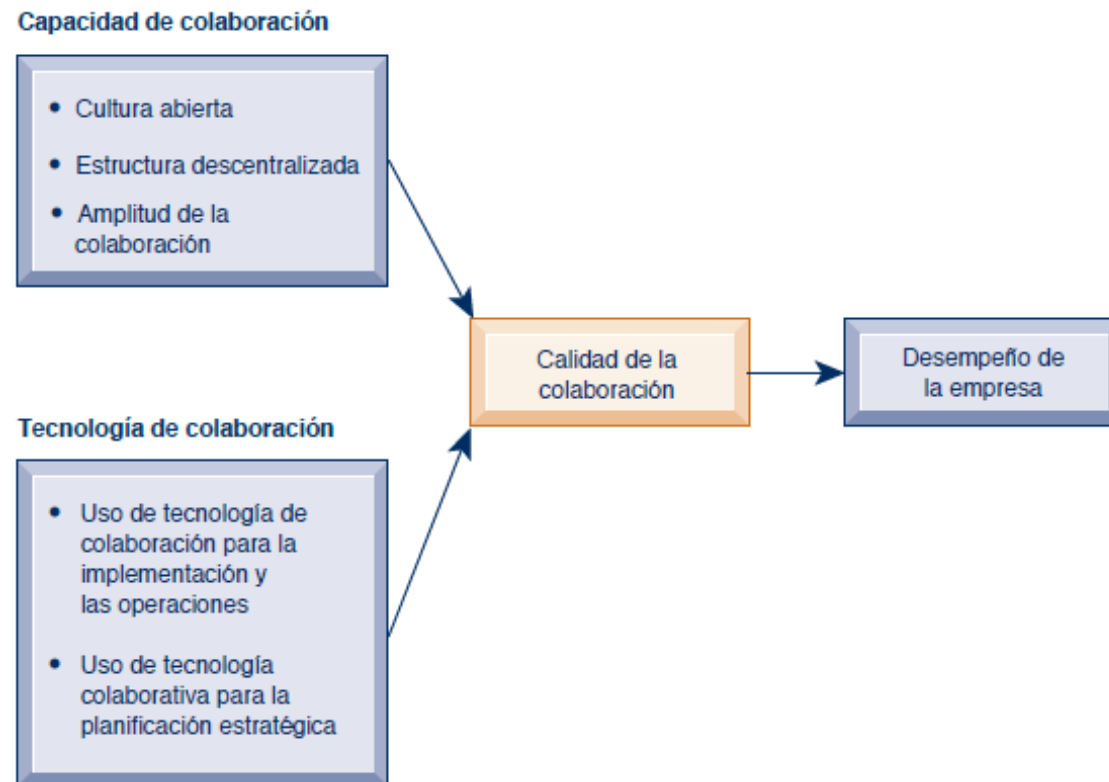 Capacidad de colaboración
• Cultura abierta
• Estructura descentralizada
• Amplitud de la
colaboración
Calidad de la
colaboración
Desempeño de
la empresa
Tecnología de colaboración
• Uso de tecnología de
colaboración para la
implementación y
las operaciones
• Uso de tecnología
colaborativa para la
planificación estratégica